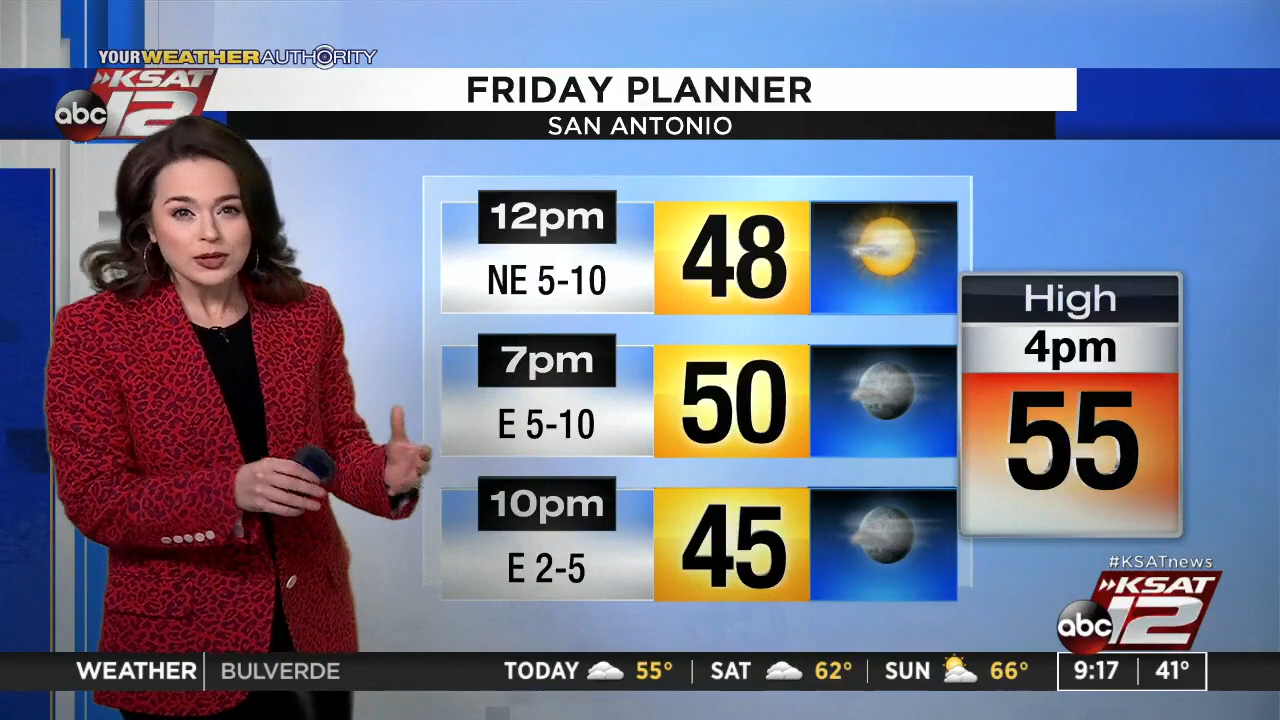 YOURWEATHERAUTHORITY
KSAT
abc 12
FRIDAY PLANNER
SAN ANTONIO
12pm
NE 5-10
48
7pm
E 5-10
50
10pm
E 2-5
45
High
4pm
55
#KSATnews
KSAT
abc 12
WEATHER BULVERDE TODAY 55° SAT 62° SUN 66° 9:17 41°